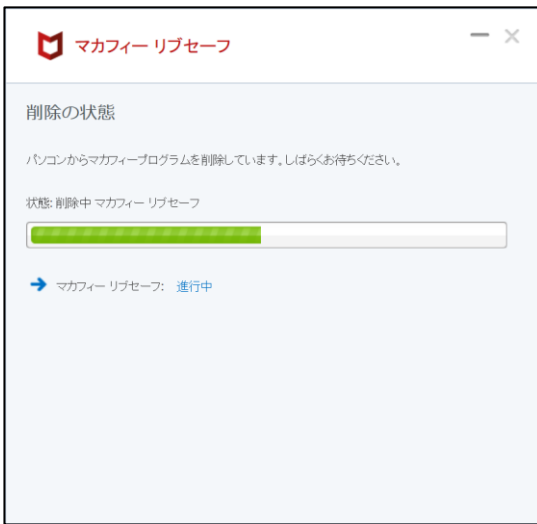 マカフィー リブセーフ
削除の状態
パソコンからマカフィープログラムを削除しています。しばらくお待ちください。
状態: 削除中 マカフィー リブセーフ
マカフィー リブセーフ: 進行中